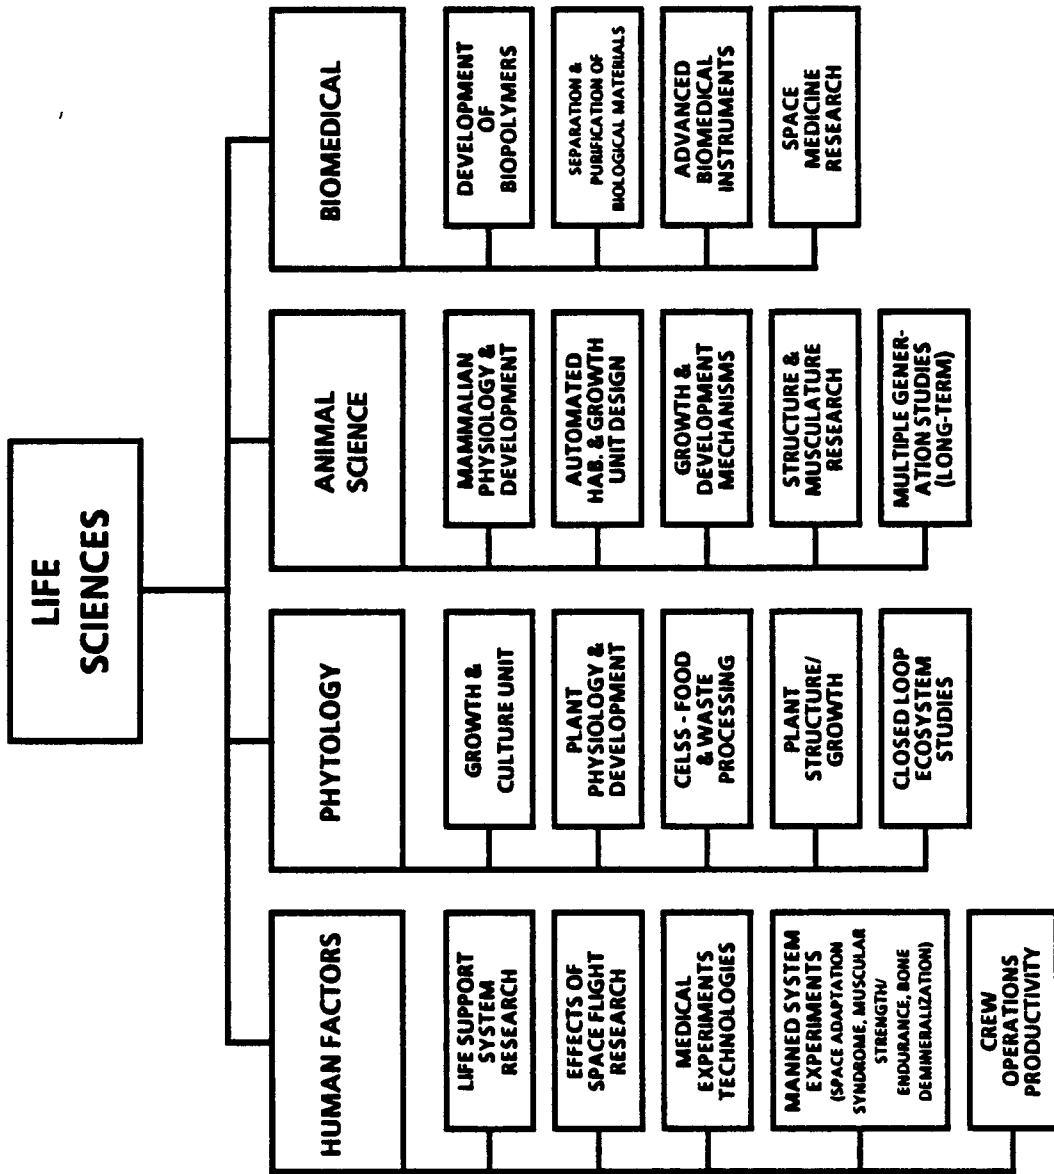 LIFE
SCIENCES
HUMAN FACTORS
LIFE SUPPORT
SYSTEM
RESEARCH
EFFECTS OF
SPACE FLIGHT
RESEARCH
MEDICAL
EXPERIMENTS
TECHNOLOGIES
MANNED SYSTEM
EXPERIMENTS
(SPACE ADAPTATION
SYNDROME, MUSCULAR
STRENGTH/
ENDURANCE, BONE
DEMINERALIZATION)
CREW
OPERATIONS
PRODUCTIVITY
PHYTOLOGY
GROWTH &
CULTURE UNIT
PLANT
PHYSIOLOGY &
DEVELOPMENT
CELSS - FOOD
& WASTE
PROCESSING
PLANT
STRUCTURE/
GROWTH
CLOSED LOOP
ECOSYSTEM
STUDIES
ANIMAL
SCIENCE
MAMMALIAN
PHYSIOLOGY &
DEVELOPMENT
AUTOMATED
HAB. & GROWTH
UNIT DESIGN
GROWTH &
DEVELOPMENT
MECHANISMS
STRUCTURE &
MUSCULATURE
RESEARCH
MULTIPLE GENER-
ATION STUDIES
(LONG-TERM)
BIOMEDICAL
DEVELOPMENT
OF
BIOPOLYMERS
SEPARATION &
PURIFICATION OF
BIOLOGICAL MATERIALS
ADVANCED
BIOMEDICAL
INSTRUMENTS
SPACE
MEDICINE
RESEARCH